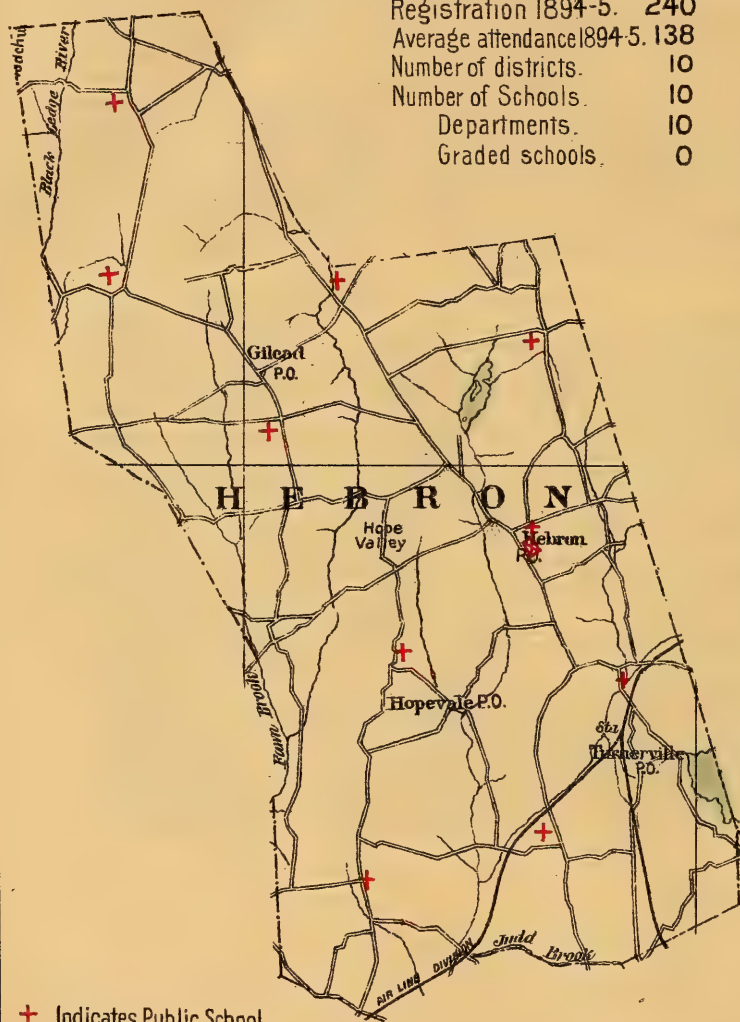 Registration 1894-5. 240
Average attendance 1894-5. 138
Number of districts. 10
Number of Schools. 10
Departments. 10
Graded schools. 0
River
Black Ledge
Gilead
P.O.
HEBRON
Hope
Valley
Hebron
P.O.
Hopevale P.O.
Fawn Brook
Sta
Turnerville
P.O.
Judd Brook
AIR LINE DIVISION
+ Indicates Public School